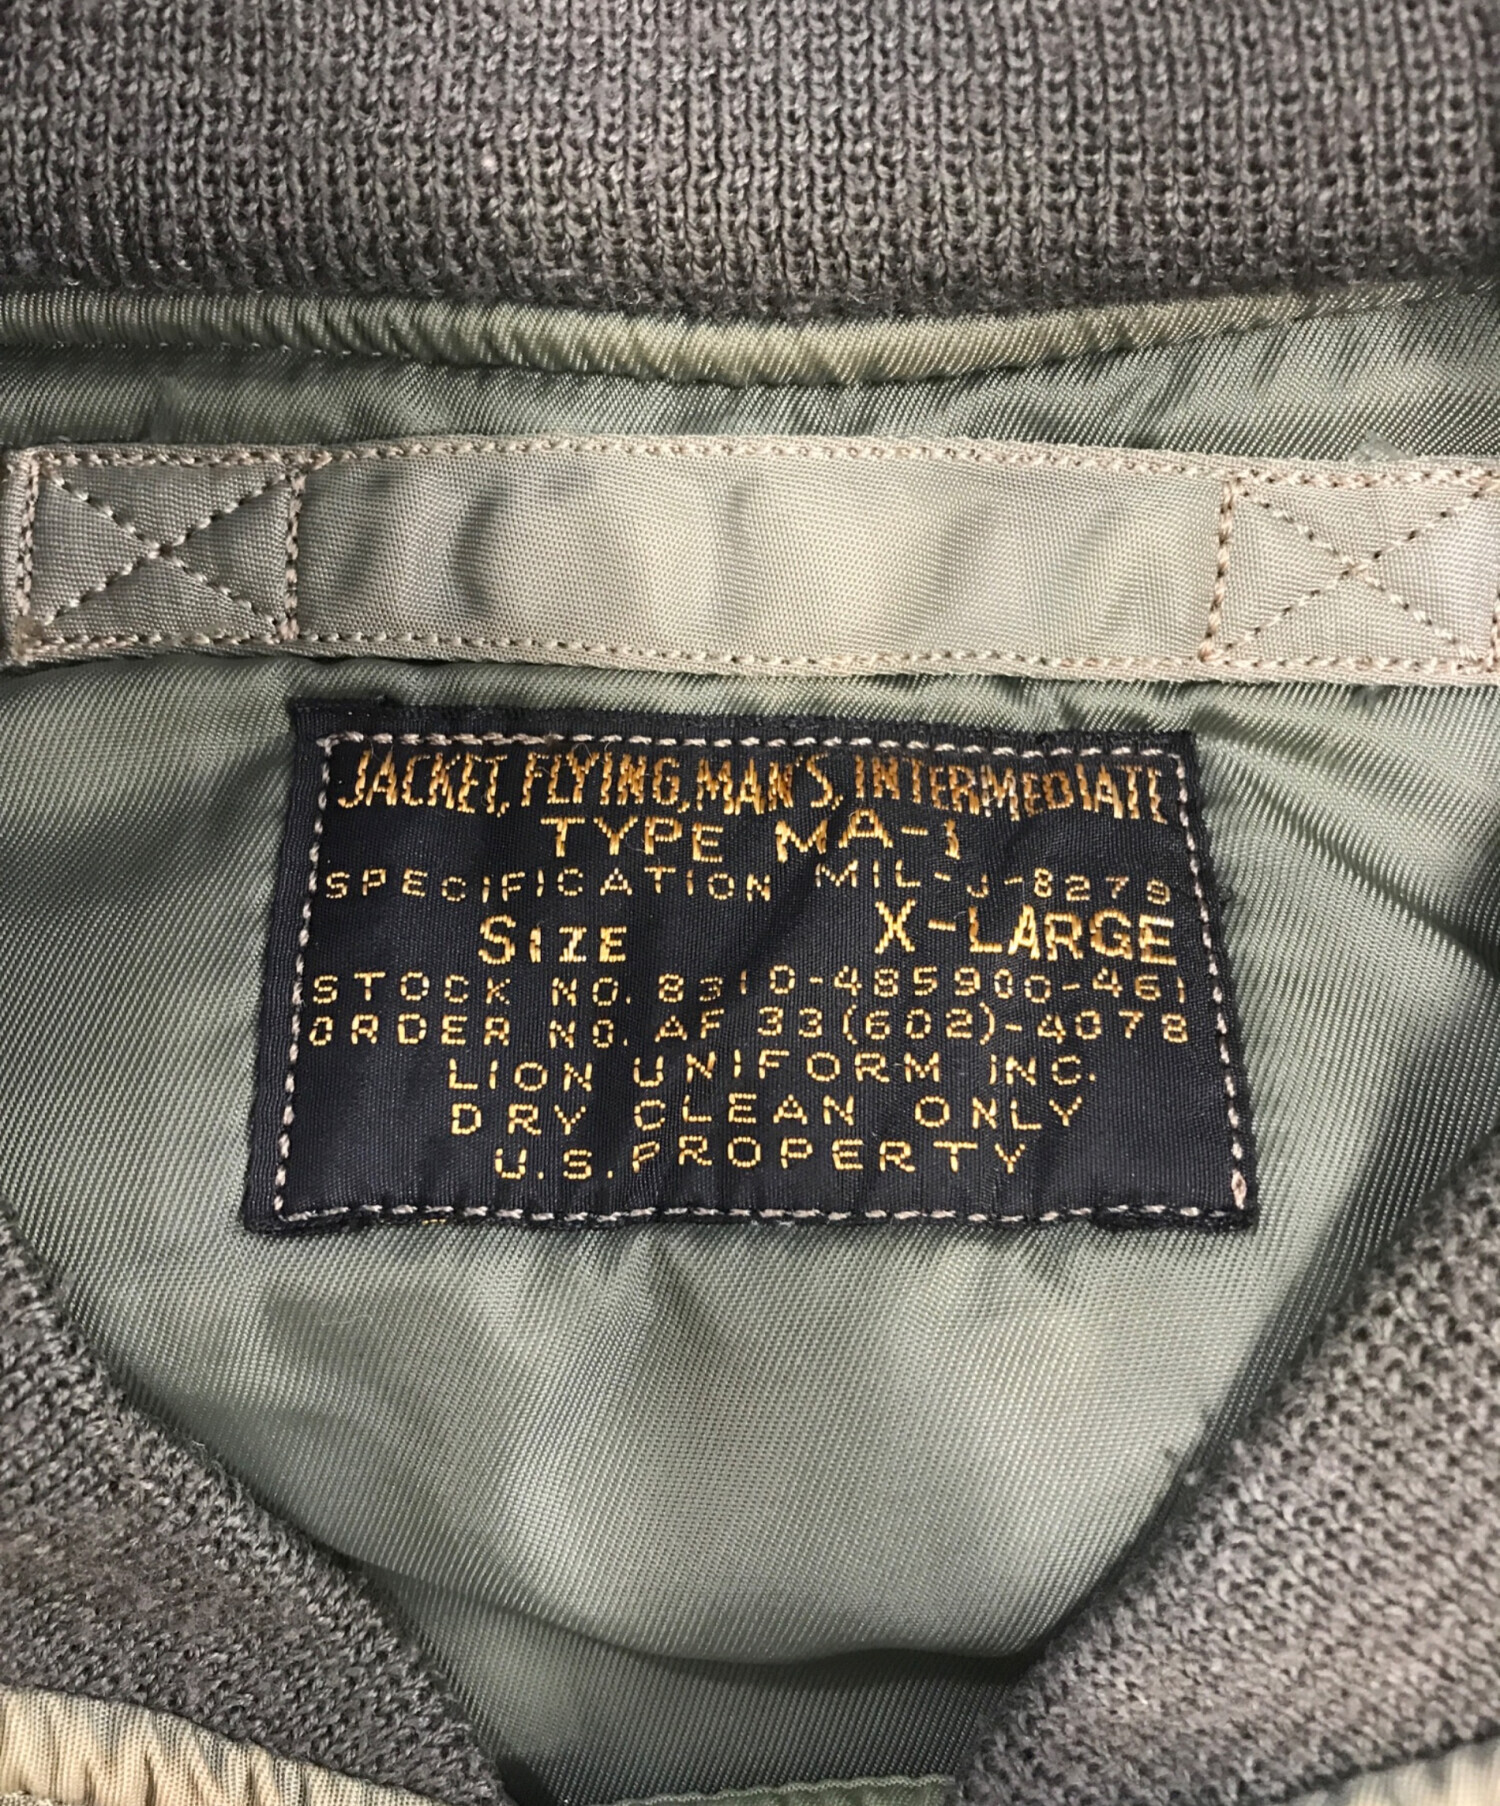 JACKET, FLYING, MAN'S, INTERMEDIATE
TYPE MA-1
SPECIFICATION MIL-J-8279
SIZE X-LARGE
STOCK NO. 8310-485900-461
ORDER NO. AF 33(602)-4078
LION UNIFORM INC.
DRY CLEAN ONLY
U.S. PROPERTY